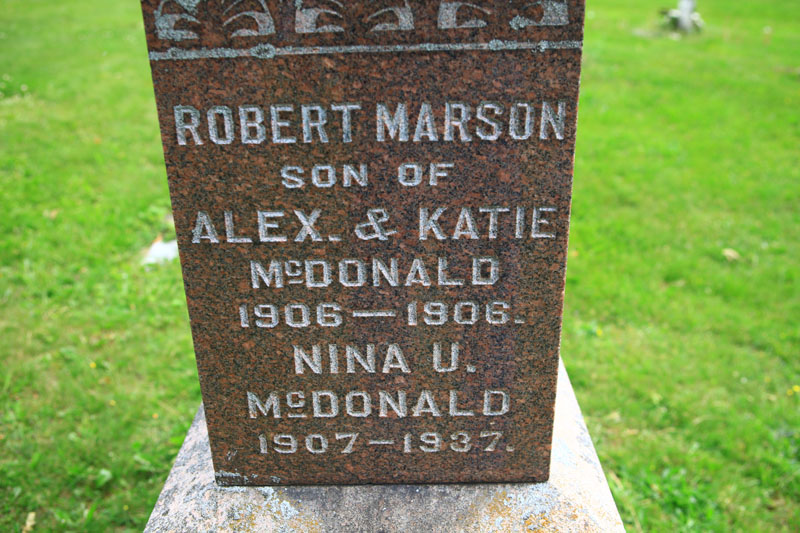 ROBERT MARSON
SON OF
ALEX. & KATIE
McDONALD
1906—1906.
NINA U.
McDONALD
1907—1937.